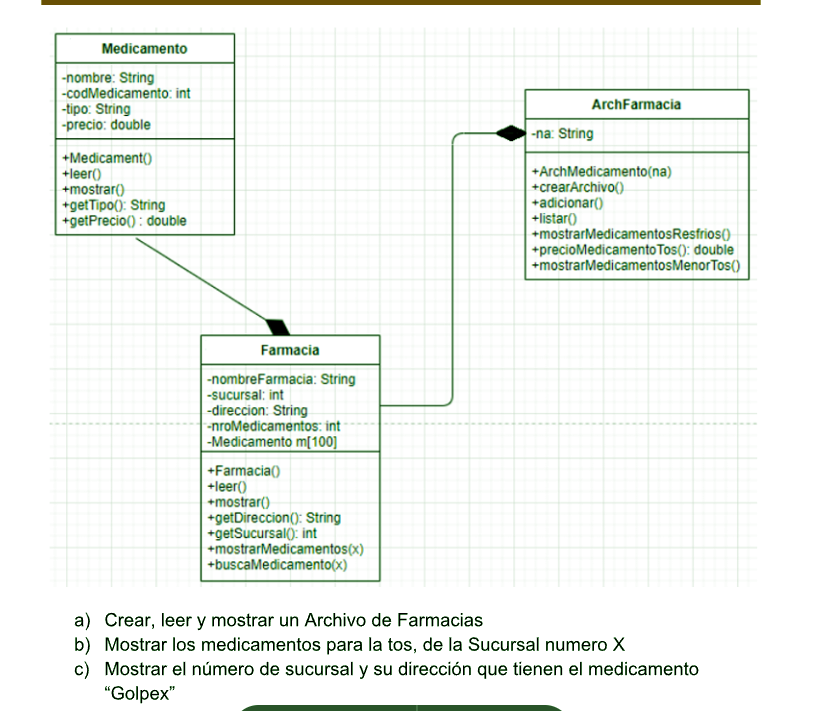 Medicamento
-nombre: String
-codMedicamento: int
-tipo: String
-precio: double
+Medicament()
+leer()
+mostrar()
+getTipo(): String
+getPrecio() : double
ArchFarmacia
-na: String
+ArchMedicamento(na)
+crearArchivo()
+adicionar()
+listar()
+mostrarMedicamentosResfrios()
+precioMedicamentoTos(): double
+mostrarMedicamentosMenorTos()
Farmacia
-nombreFarmacia: String
-sucursal: int
-direccion: String
-nroMedicamentos: int
-Medicamento m[100]
+Farmacia()
+leer()
+mostrar()
+getDireccion(): String
+getSucursal(): int
+mostrarMedicamentos(x)
+buscaMedicamento(x)
a) Crear, leer y mostrar un Archivo de Farmacias
b) Mostrar los medicamentos para la tos, de la Sucursal numero X
c) Mostrar el número de sucursal y su dirección que tienen el medicamento
“Golpex”